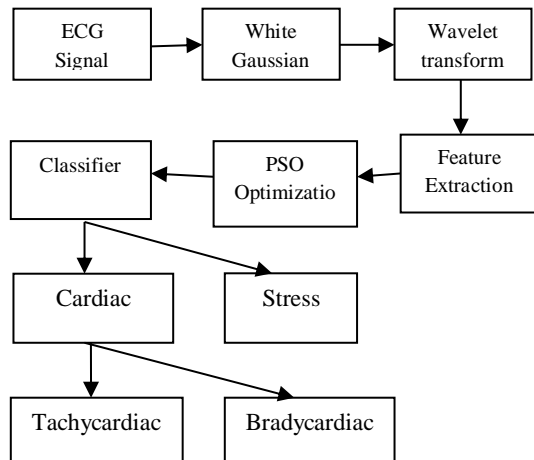 ECG
Signal
White
Gaussian
Wavelet
transform
Classifier
PSO
Optimizatio
Feature
Extraction
Cardiac
Stress
Tachycardiac
Bradycardiac